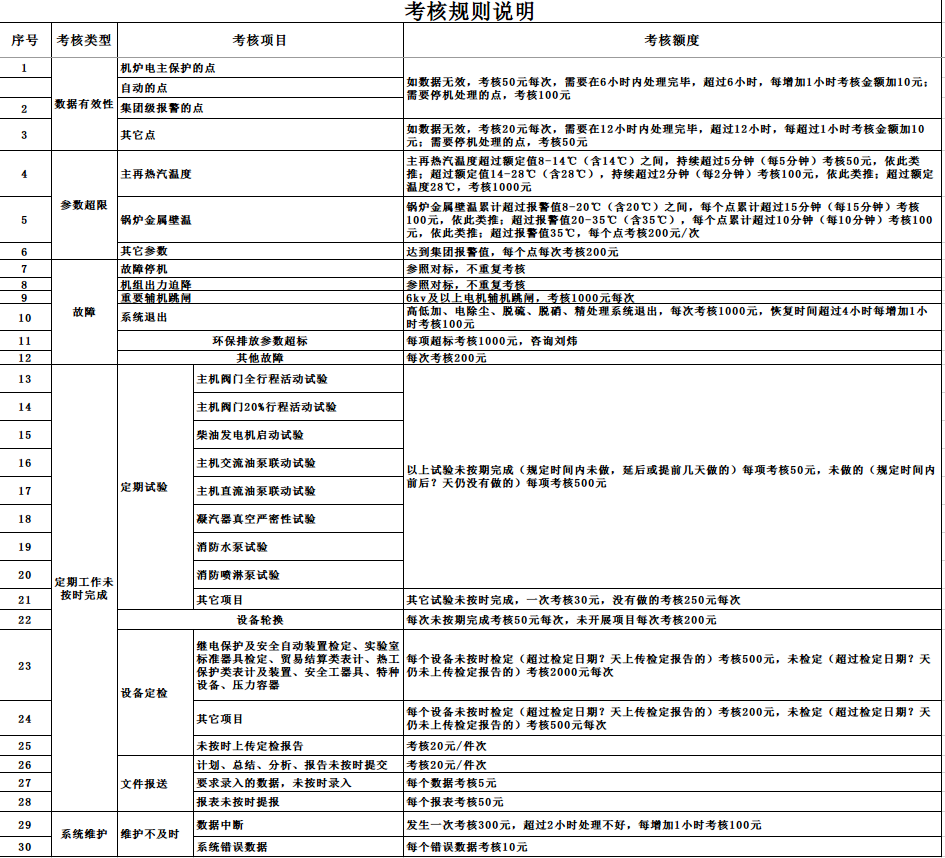 考核规则说明
序号 考核类型 考核项目 考核额度
1 机炉电主保护的点
自动的点
2 集团级报警的点
数据有效性
如数据无效，考核50元每次，需要在6小时内处理完毕，超过6小时，每增加1小时考核金额加10元；
需要停机处理的点，考核100元
3 其它点
如数据无效，考核20元每次，需要在12小时内处理完毕，超过12小时，每超过1小时考核金额加10
元；需要停机处理的点，考核50元
4 主再热汽温度
主再热汽温度超过额定值8-14℃（含14℃）之间，持续超过5分钟（每5分钟）考核50元，依此类
推；超过额定值14-28℃（含28℃），持续超过2分钟（每2分钟）考核100元，依此类推；超过额定
温度28℃，考核1000元
参数超限
5 锅炉金属壁温
锅炉金属壁温累计超过报警值8-20℃（含20℃）之间，每个点累计超过15分钟（每15分钟）考核
100元，依此类推；超过报警值20-35℃（含35℃），每个点累计超过10分钟（每10分钟）考核100
元，依此类推；超过报警值35℃，每个点考核200元/次
6 其它参数 达到集团报警值，每个点每次考核200元
7 故障停机 参照对标，不重复考核
8 机组出力迫降 参照对标，不重复考核
9 重要辅机跳闸 6kv及以上电机辅机跳闸，考核1000元每次
故障
10 系统退出
高低加、电除尘、脱硫、脱硝、精处理系统退出，每次考核1000元，恢复时间超过4小时每增加1小
时考核100元
11 环保排放参数超标 每项超标考核1000元，咨询刘炜
12 其他故障 每次考核200元
13 主机阀门全行程活动试验
14 主机阀门20%行程活动试验
15 柴油发电机启动试验
16 主机交流油泵联动试验
17 主机直流油泵联动试验
定期试验
以上试验未按期完成（规定时间内未做，延后或提前几天做的）每项考核50元，未做的（规定时间内
前后？天仍没有做的）每项考核500元
18 凝汽器真空严密性试验
19 消防水泵试验
20 消防喷淋泵试验
定期工作未
按时完成
21 其它项目 其它试验未按时完成，一次考核30元，没有做的考核250元每次
22 设备轮换 每次未按期完成考核50元每次，未开展项目每次考核200元
23
继电保护及安全自动装置检定、实验室
标准器具检定、贸易结算类表计、热工
保护类表计及装置、安全工器具、特种
设备、压力容器
每个设备未按时检定（超过检定日期？天上传检定报告的）考核500元，未检定（超过检定日期？天
仍未上传检定报告的）考核2000元每次
设备定检
24 其它项目
每个设备未按时检定（超过检定日期？天上传检定报告的）考核200元，未检定（超过检定日期？天
仍未上传检定报告的）考核500元每次
25 未按时上传定检报告 考核20元/件次
26 计划、总结、分析、报告未按时提交 考核20元/件次
27 文件报送 要求录入的数据，未按时录入 每个数据考核5元
28 报表未按时提报 每个报表考核50元
29 数据中断 发生一次考核300元，超过2小时处理不好，每增加1小时考核100元
系统维护 维护不及时
30 系统错误数据 每个错误数据考核10元